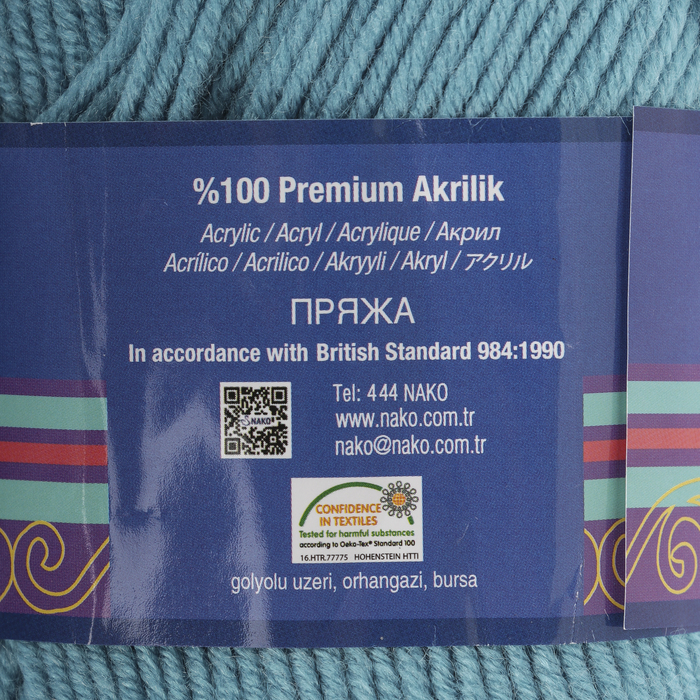 %100 Premium Akrilik
Acrylic / Acryl / Acrylique / Акрил
Acrílico / Acrilico / Akryyli / Akryl / アクリル
ПРЯЖА
In accordance with British Standard 984:1990
NAKO
Tel: 444 NAKO
www.nako.com.tr
nako@nako.com.tr
CONFIDENCE
IN TEXTILES
Tested for harmful substances
according to Oeko-Tex® Standard 100
16.HTR.77775 HOHENSTEIN HTTI
golyolu uzeri, orhangazi, bursa